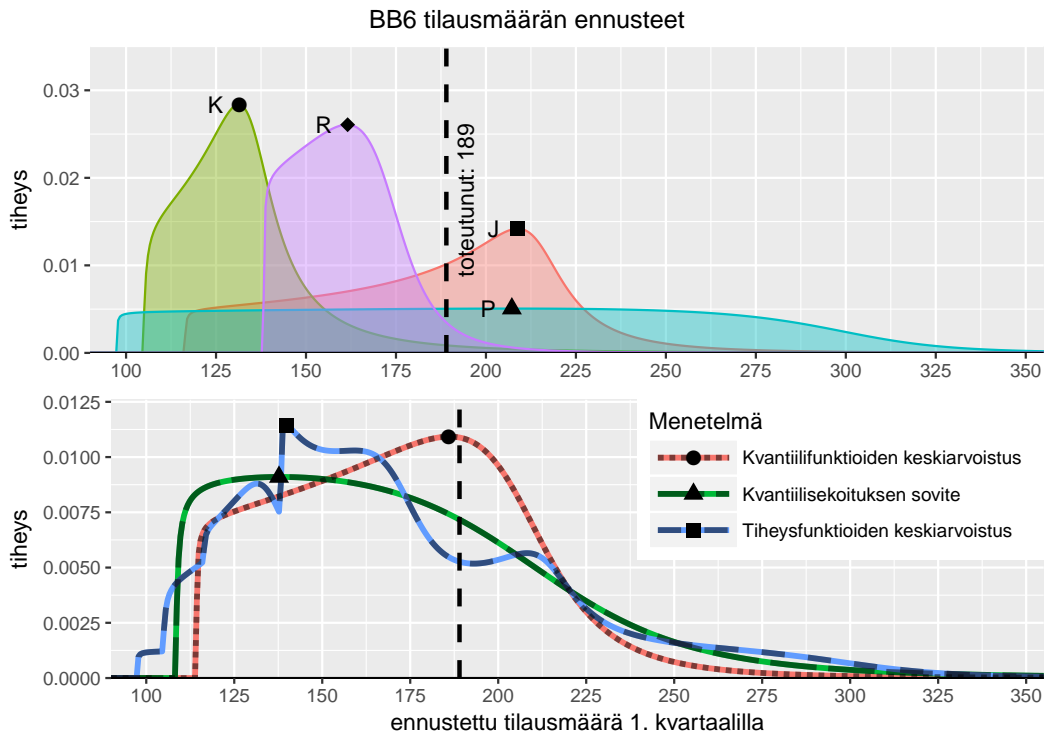 BB6 tilausmäärän ennusteet
tiheys
0.03
0.02
0.01
0.00
K
R
J
P
toteutunut: 189
100 125 150 175 200 225 250 275 300 325 350
tiheys
0.0125
0.0100
0.0075
0.0050
0.0025
0.0000
Menetelmä
Kvantiilifunktioiden keskiarvoistus
Kvantiilisekoituksen sovite
Tiheysfunktioiden keskiarvoistus
100 125 150 175 200 225 250 275 300 325 350
ennustettu tilausmäärä 1. kvartaalilla